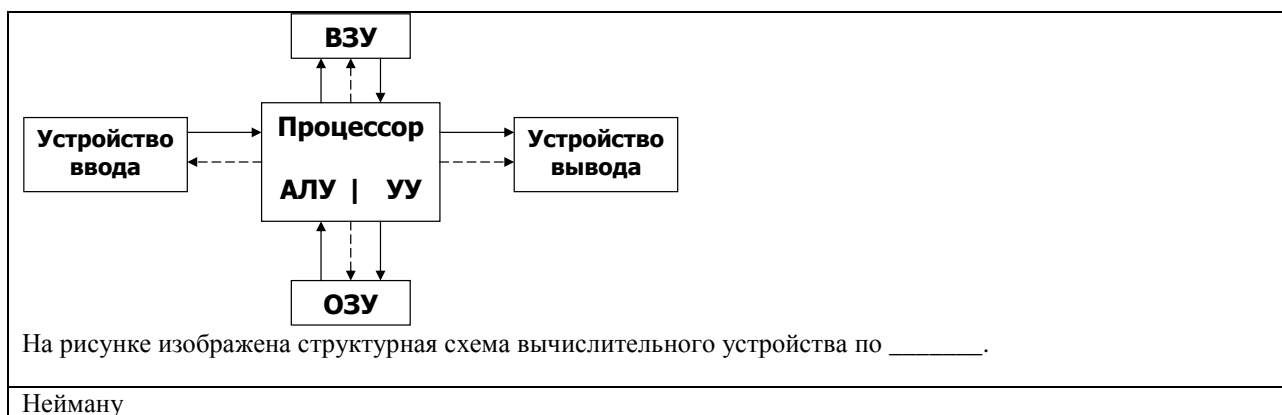 ВЗУ
Устройство
ввода
Процессор
АЛУ | УУ
Устройство
вывода
ОЗУ
На рисунке изображена структурная схема вычислительного устройства по _______.
Нейману